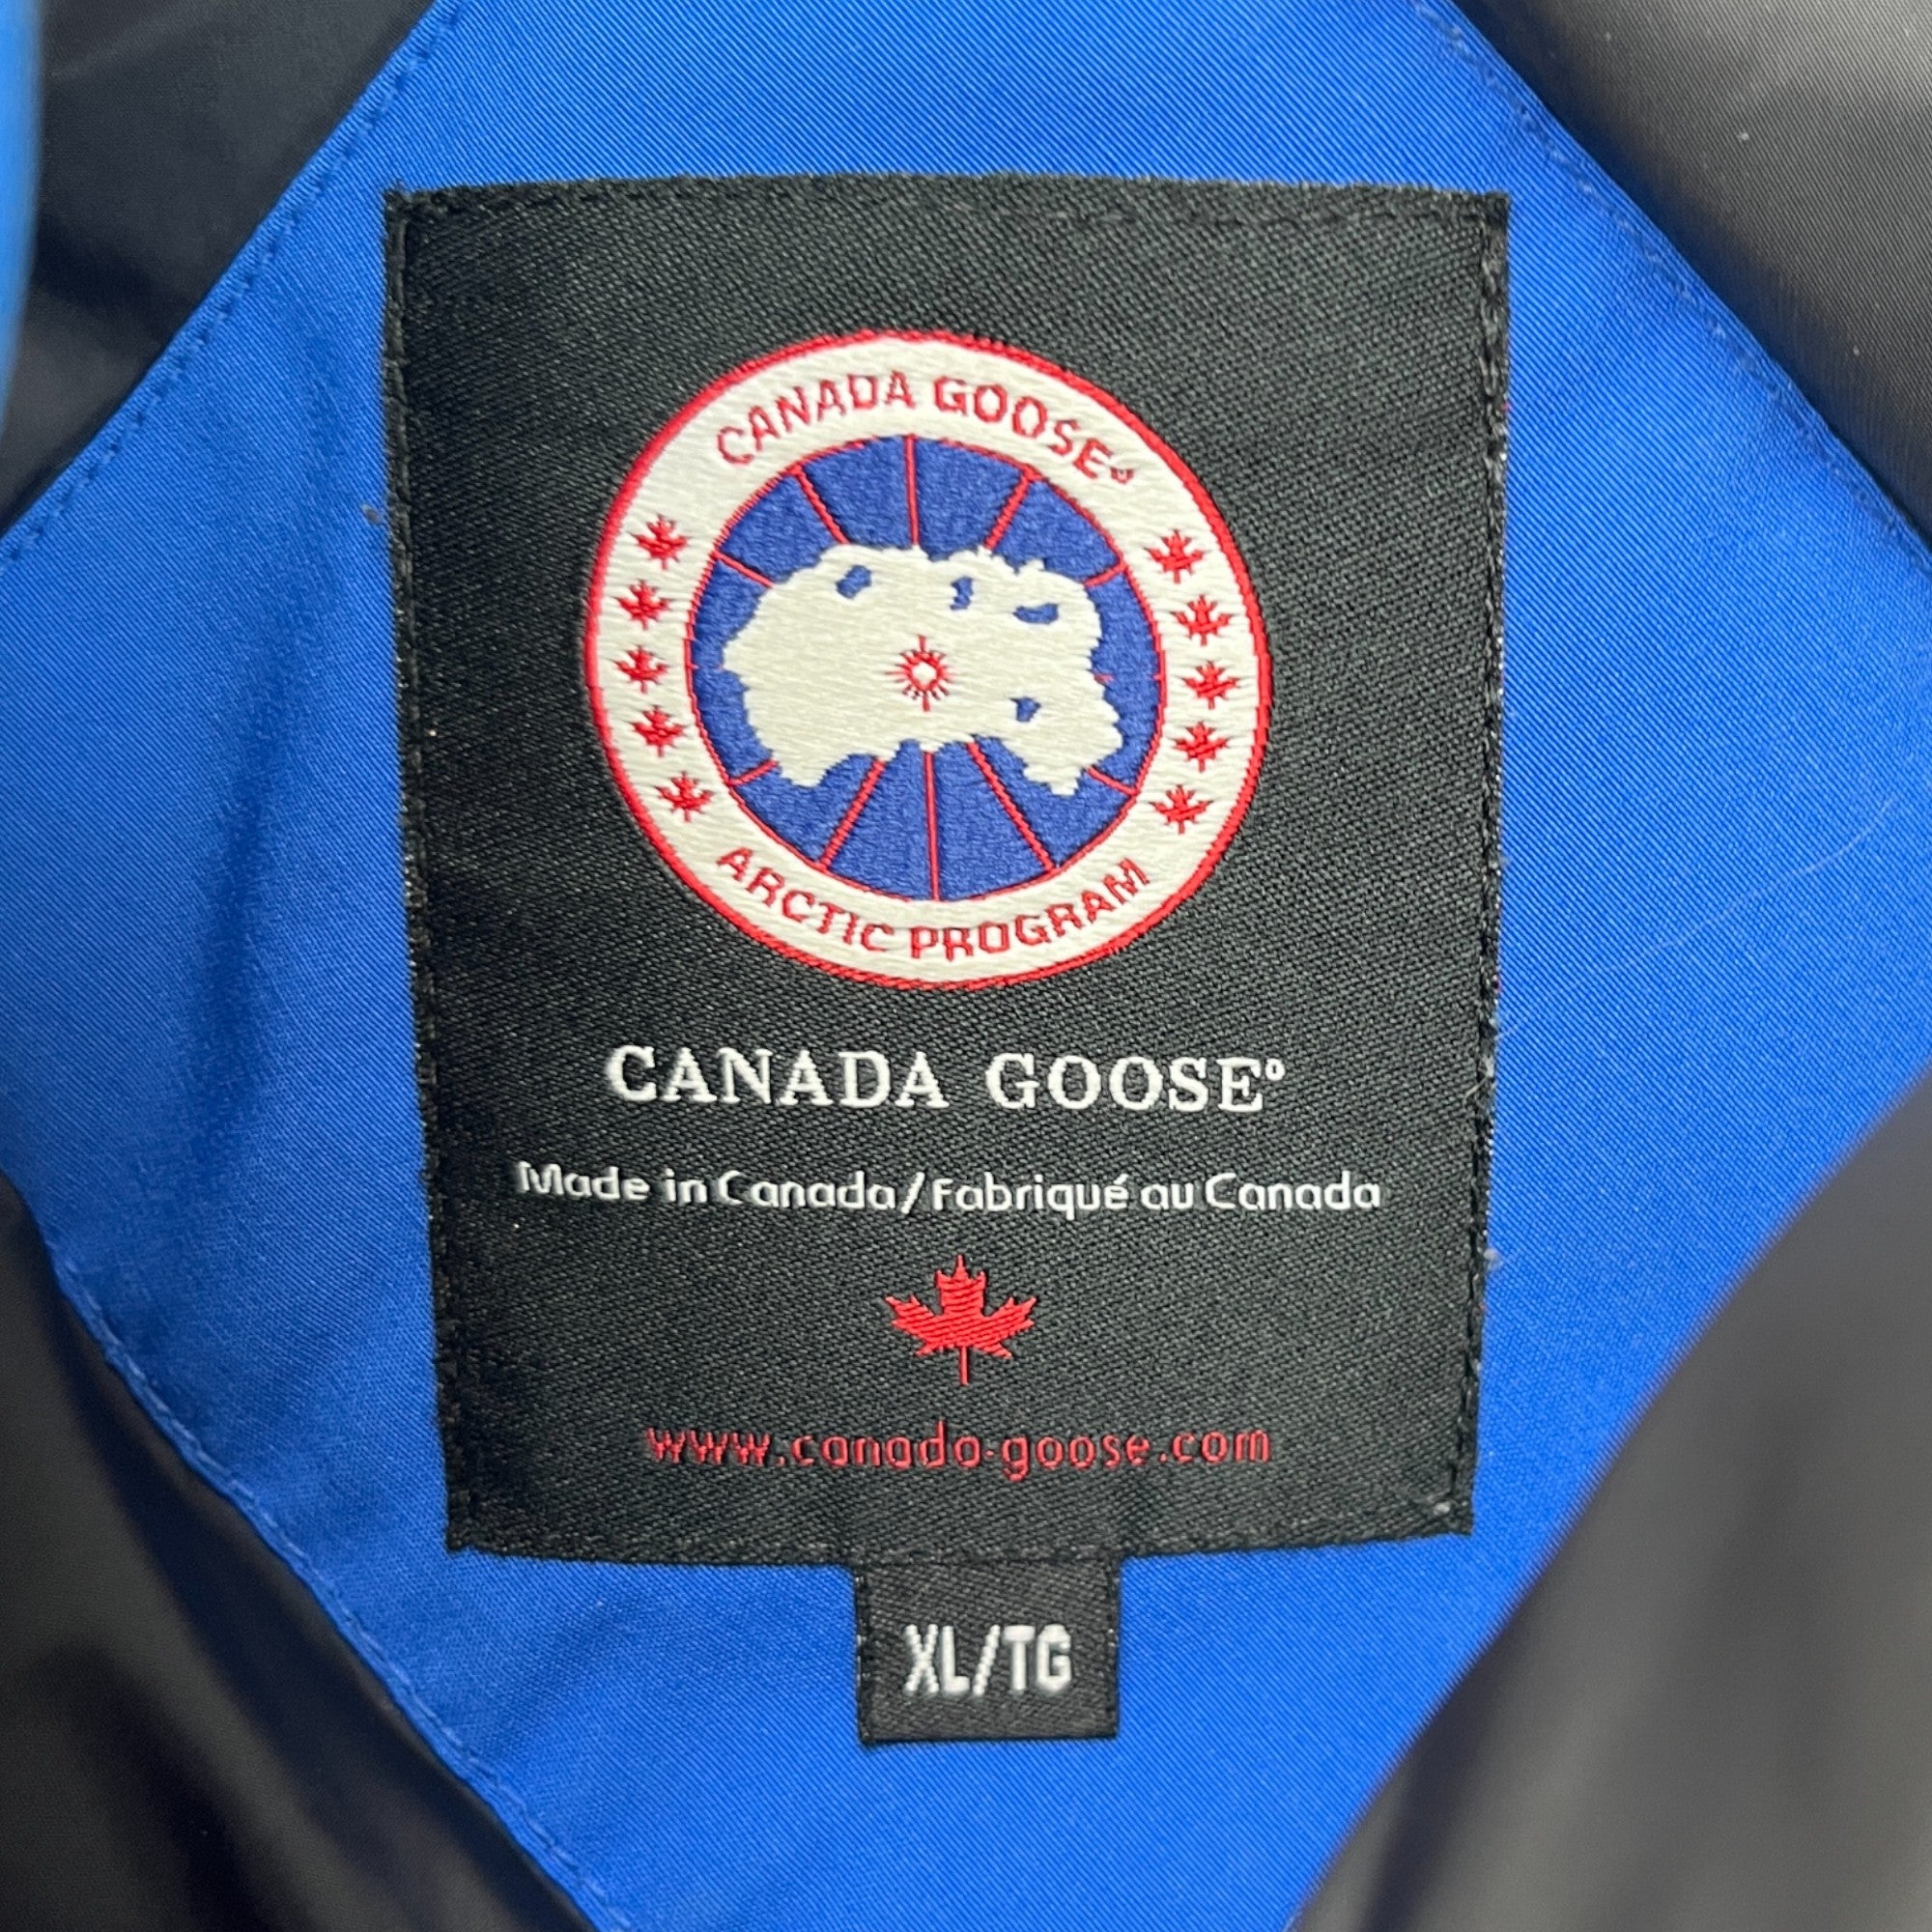 CANADA GOOSE
ARCTIC PROGRAM
CANADA GOOSE
Made in Canada/Fabriqué au Canada
www.canada-goose.com
XL/TG